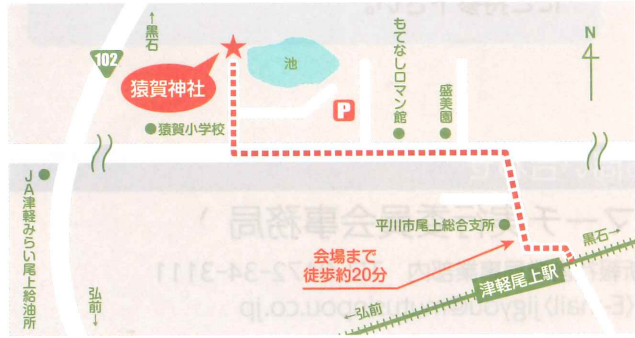 ←黒石
102
猿賀神社
池
もてなしロマン館
盛美園
N
P
猿賀小学校
JA津軽みらい尾上給油所
平川市尾上総合支所
会場まで
徒歩約20分
黒石→
津軽尾上駅
←弘前
弘前→